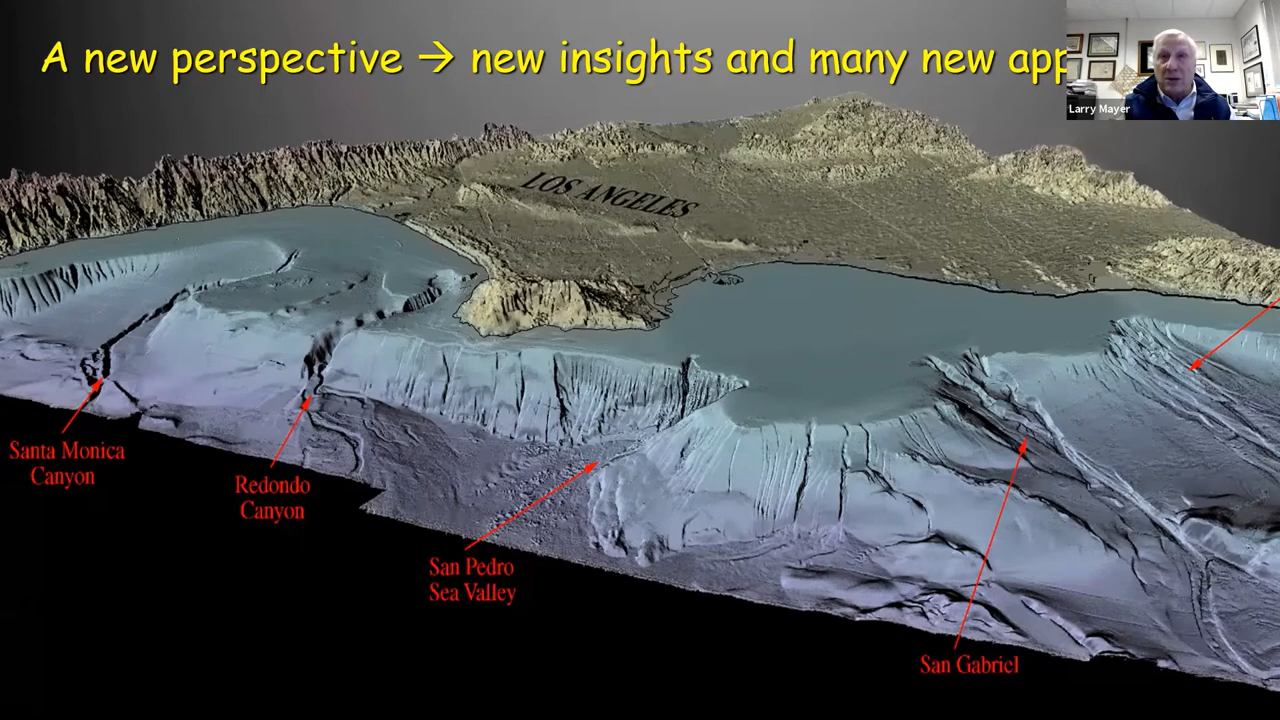 A new perspective → new insights and many new app
Larry Mayer
LOS ANGELES
Santa Monica
Canyon
Redondo
Canyon
San Pedro
Sea Valley
San Gabriel